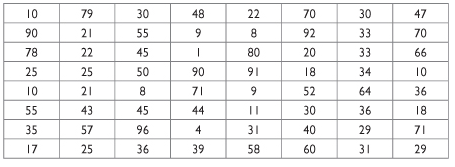 10 79 30 48 22 70 30 47
90 21 55 9 8 92 33 70
78 22 45 1 80 20 33 66
25 25 50 90 91 18 34 10
10 21 8 71 9 52 64 36
55 43 45 44 11 30 36 18
35 57 96 4 31 40 29 71
17 25 36 39 58 60 31 29